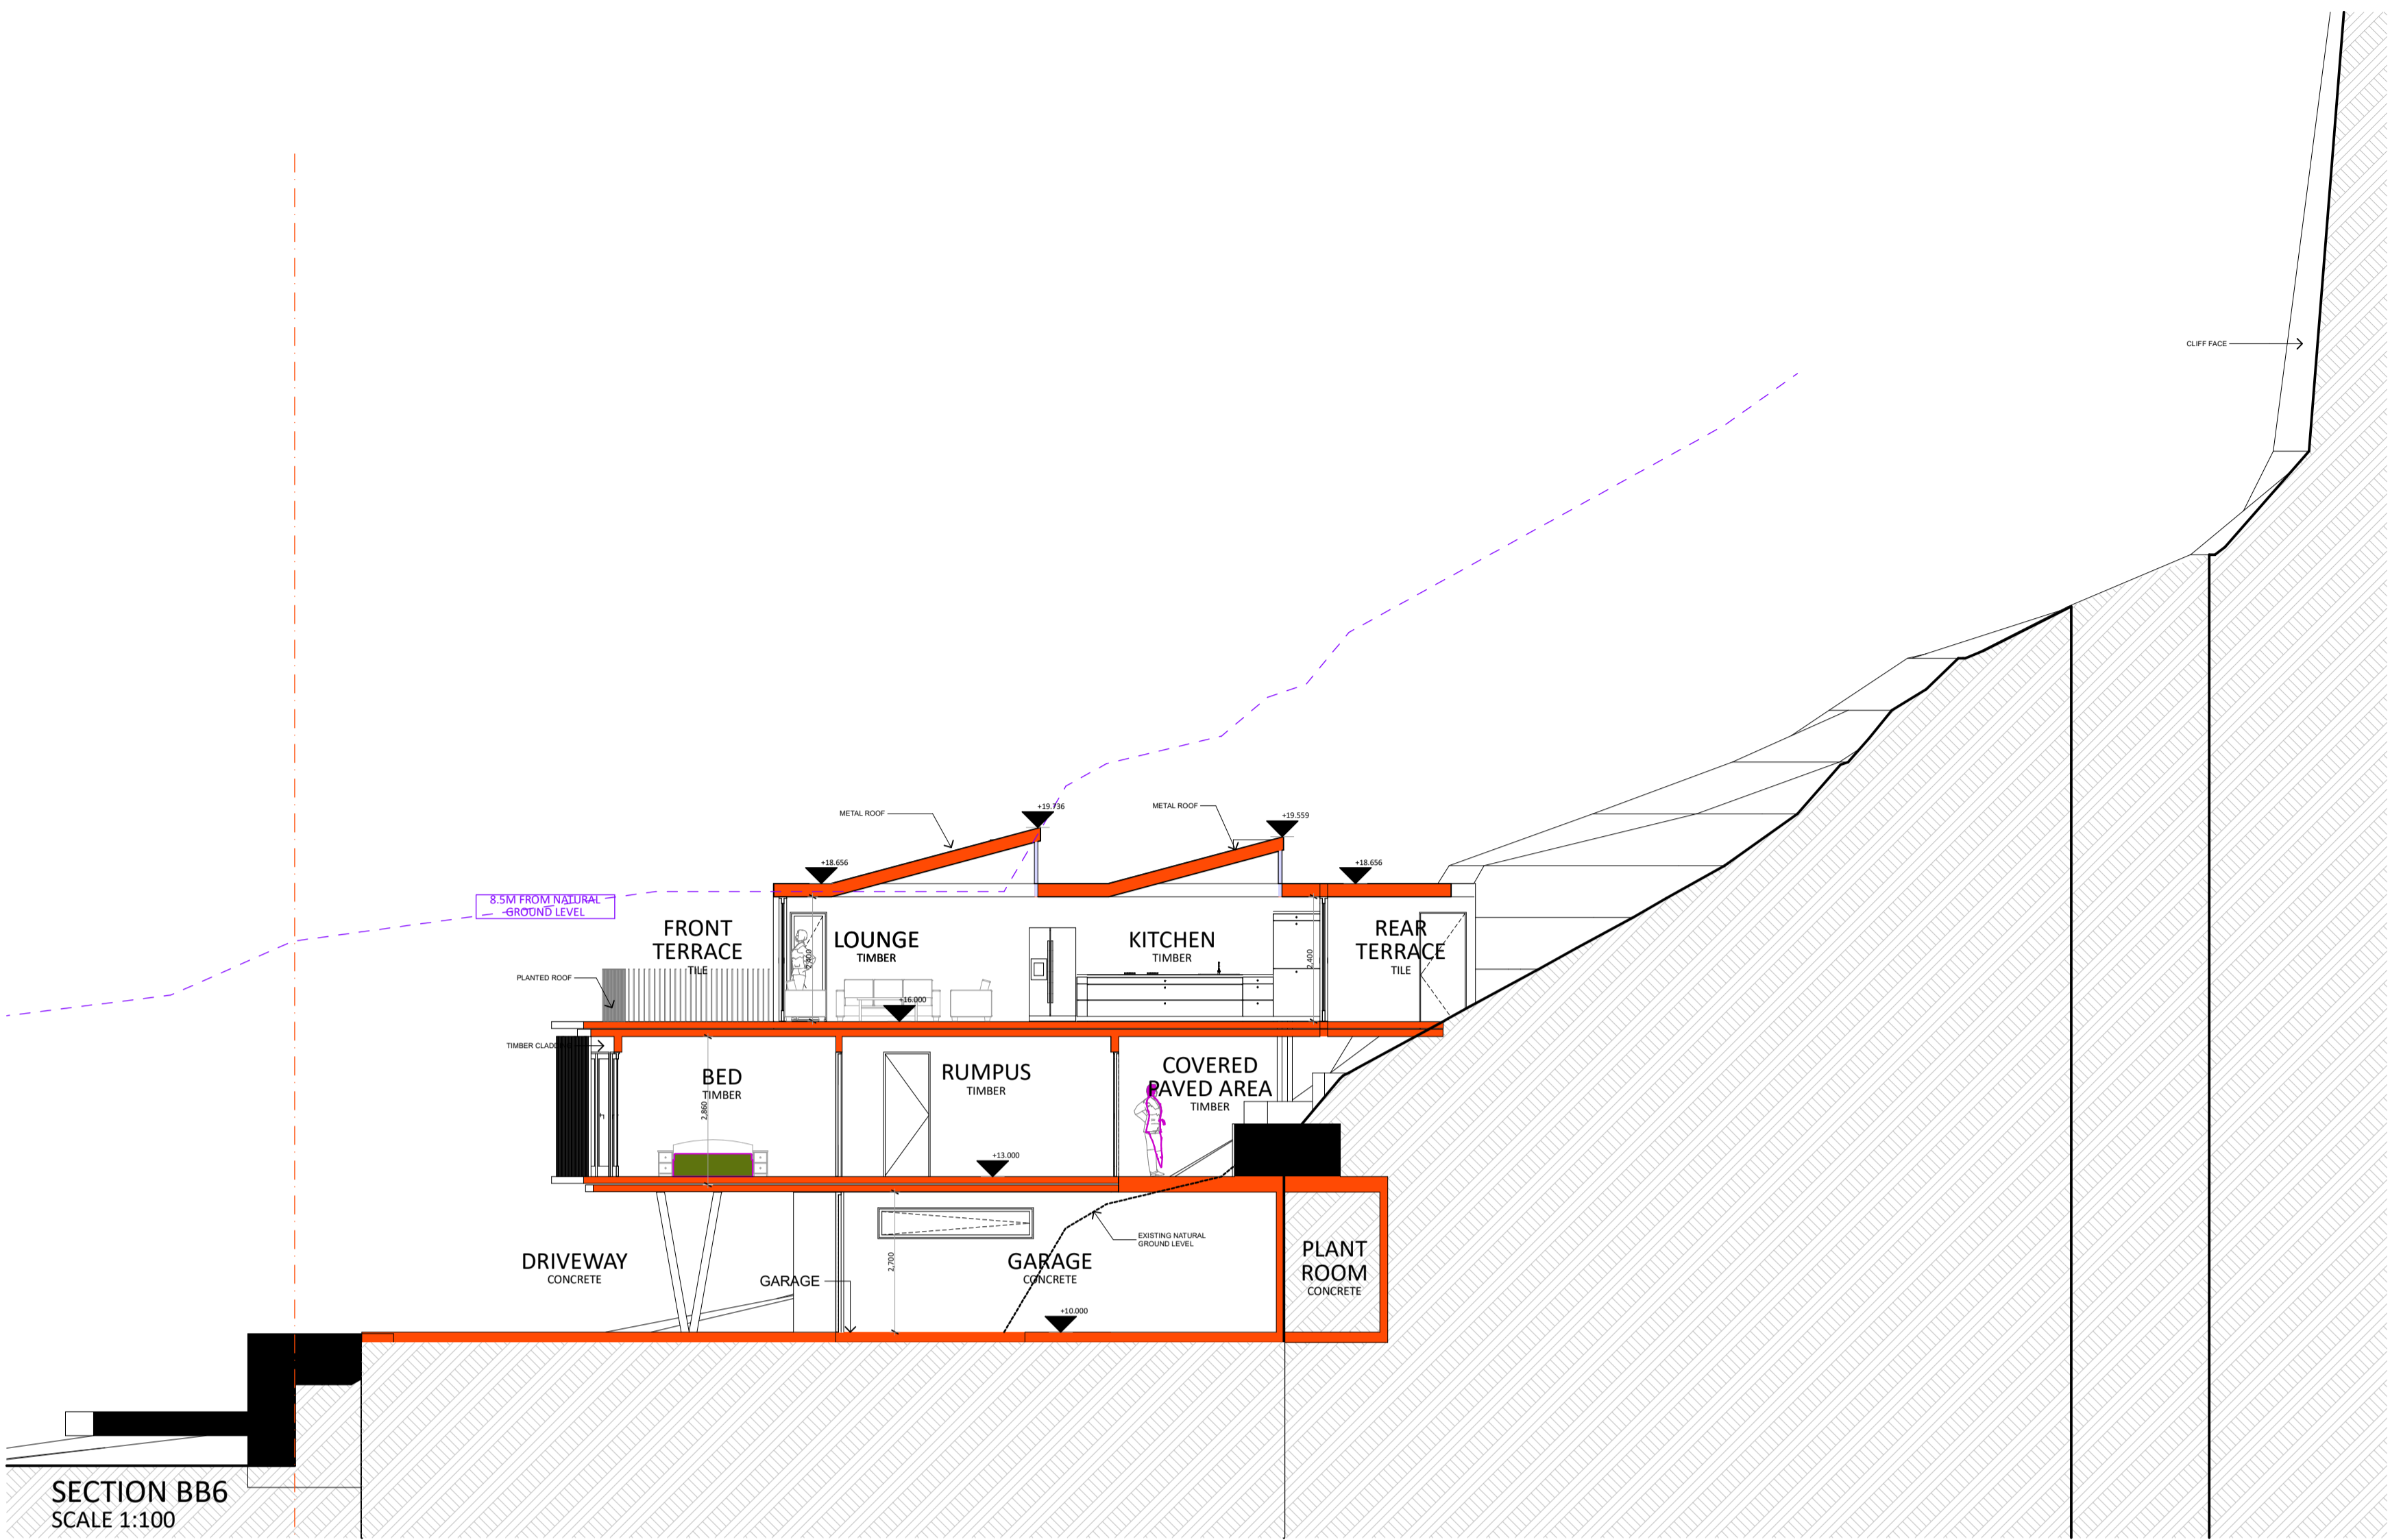 CLIFF FACE
+19.736
METAL ROOF
METAL ROOF
+19.559
+18.656
+18.656
8.5M FROM NATURAL
GROUND LEVEL
FRONT
TERRACE
TILE
LOUNGE
TIMBER
2,400
KITCHEN
TIMBER
2,400
REAR
TERRACE
TILE
PLANTED ROOF
+16.000
TIMBER CLADDING
BED
TIMBER
2,860
RUMPUS
TIMBER
COVERED
PAVED AREA
TIMBER
+13.000
EXISTING NATURAL
GROUND LEVEL
DRIVEWAY
CONCRETE
GARAGE
2,700
GARAGE
CONCRETE
PLANT
ROOM
CONCRETE
+10.000
SECTION BB6
SCALE 1:100